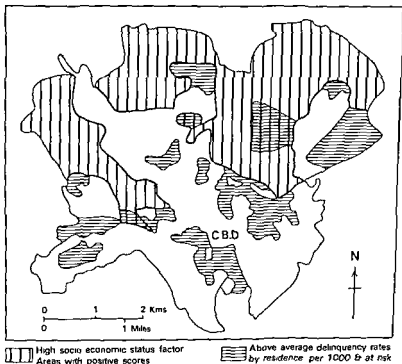 C.B.D
N
0 1 2 Kms
0 1 Miles
High socio economic status factor
Areas with positive scores
Above average delinquency rates
by residence per 1000 & at risk